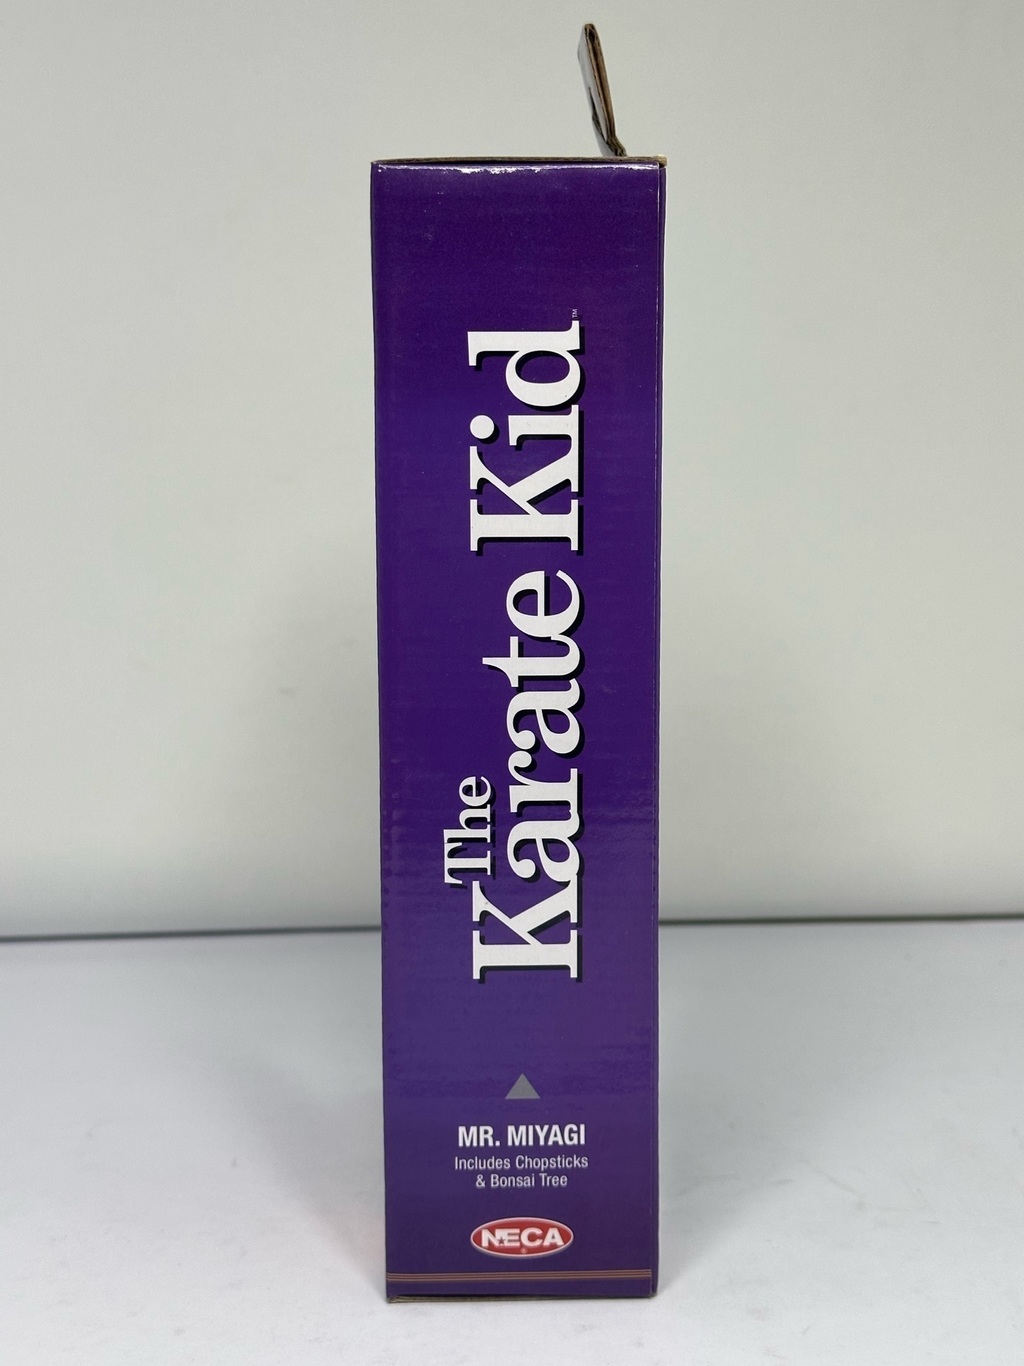 The
Karate Kid™
MR. MIYAGI
Includes Chopsticks
& Bonsai Tree
NECA®